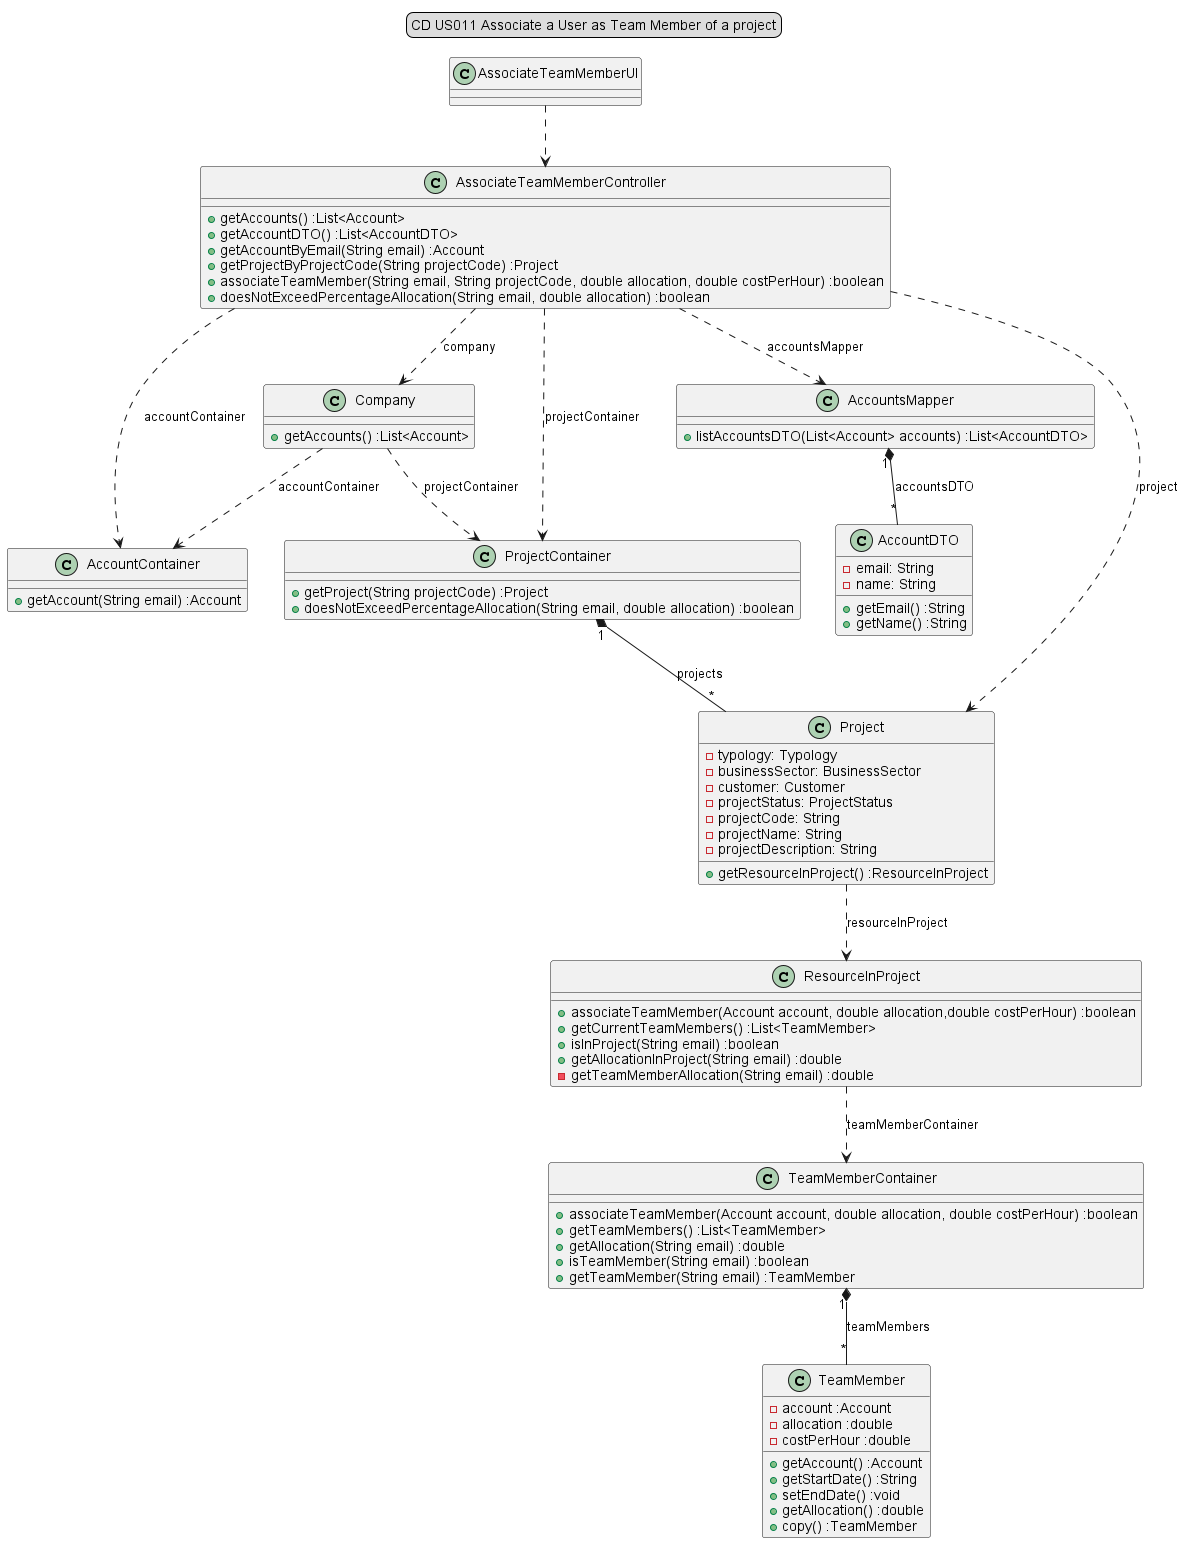 CD US011 Associate a User as Team Member of a project
C AssociateTeamMemberUI
C AssociateTeamMemberController
getAccounts() :List<Account>
getAccountDTO() :List<AccountDTO>
getAccountByEmail(String email) :Account
getProjectByProjectCode(String projectCode) :Project
associateTeamMember(String email, String projectCode, double allocation, double costPerHour) :boolean
doesNotExceedPercentageAllocation(String email, double allocation) :boolean
company
accountsMapper
C Company
getAccounts() :List<Account>
C AccountsMapper
listAccountsDTO(List<Account> accounts) :List<AccountDTO>
accountContainer
projectContainer
1
accountContainer
projectContainer
accountsDTO
project
*
C AccountContainer
getAccount(String email) :Account
C ProjectContainer
getProject(String projectCode) :Project
doesNotExceedPercentageAllocation(String email, double allocation) :boolean
C AccountDTO
email: String
name: String
getEmail() :String
getName() :String
1
projects
*
C Project
typology: Typology
businessSector: BusinessSector
customer: Customer
projectStatus: ProjectStatus
projectCode: String
projectName: String
projectDescription: String
getResourceInProject() :ResourceInProject
resourceInProject
C ResourceInProject
associateTeamMember(Account account, double allocation,double costPerHour) :boolean
getCurrentTeamMembers() :List<TeamMember>
isInProject(String email) :boolean
getAllocationInProject(String email) :double
getTeamMemberAllocation(String email) :double
teamMemberContainer
C TeamMemberContainer
associateTeamMember(Account account, double allocation, double costPerHour) :boolean
getTeamMembers() :List<TeamMember>
getAllocation(String email) :double
isTeamMember(String email) :boolean
getTeamMember(String email) :TeamMember
1
teamMembers
*
C TeamMember
account :Account
allocation :double
costPerHour :double
getAccount() :Account
getStartDate() :String
setEndDate() :void
getAllocation() :double
copy() :TeamMember